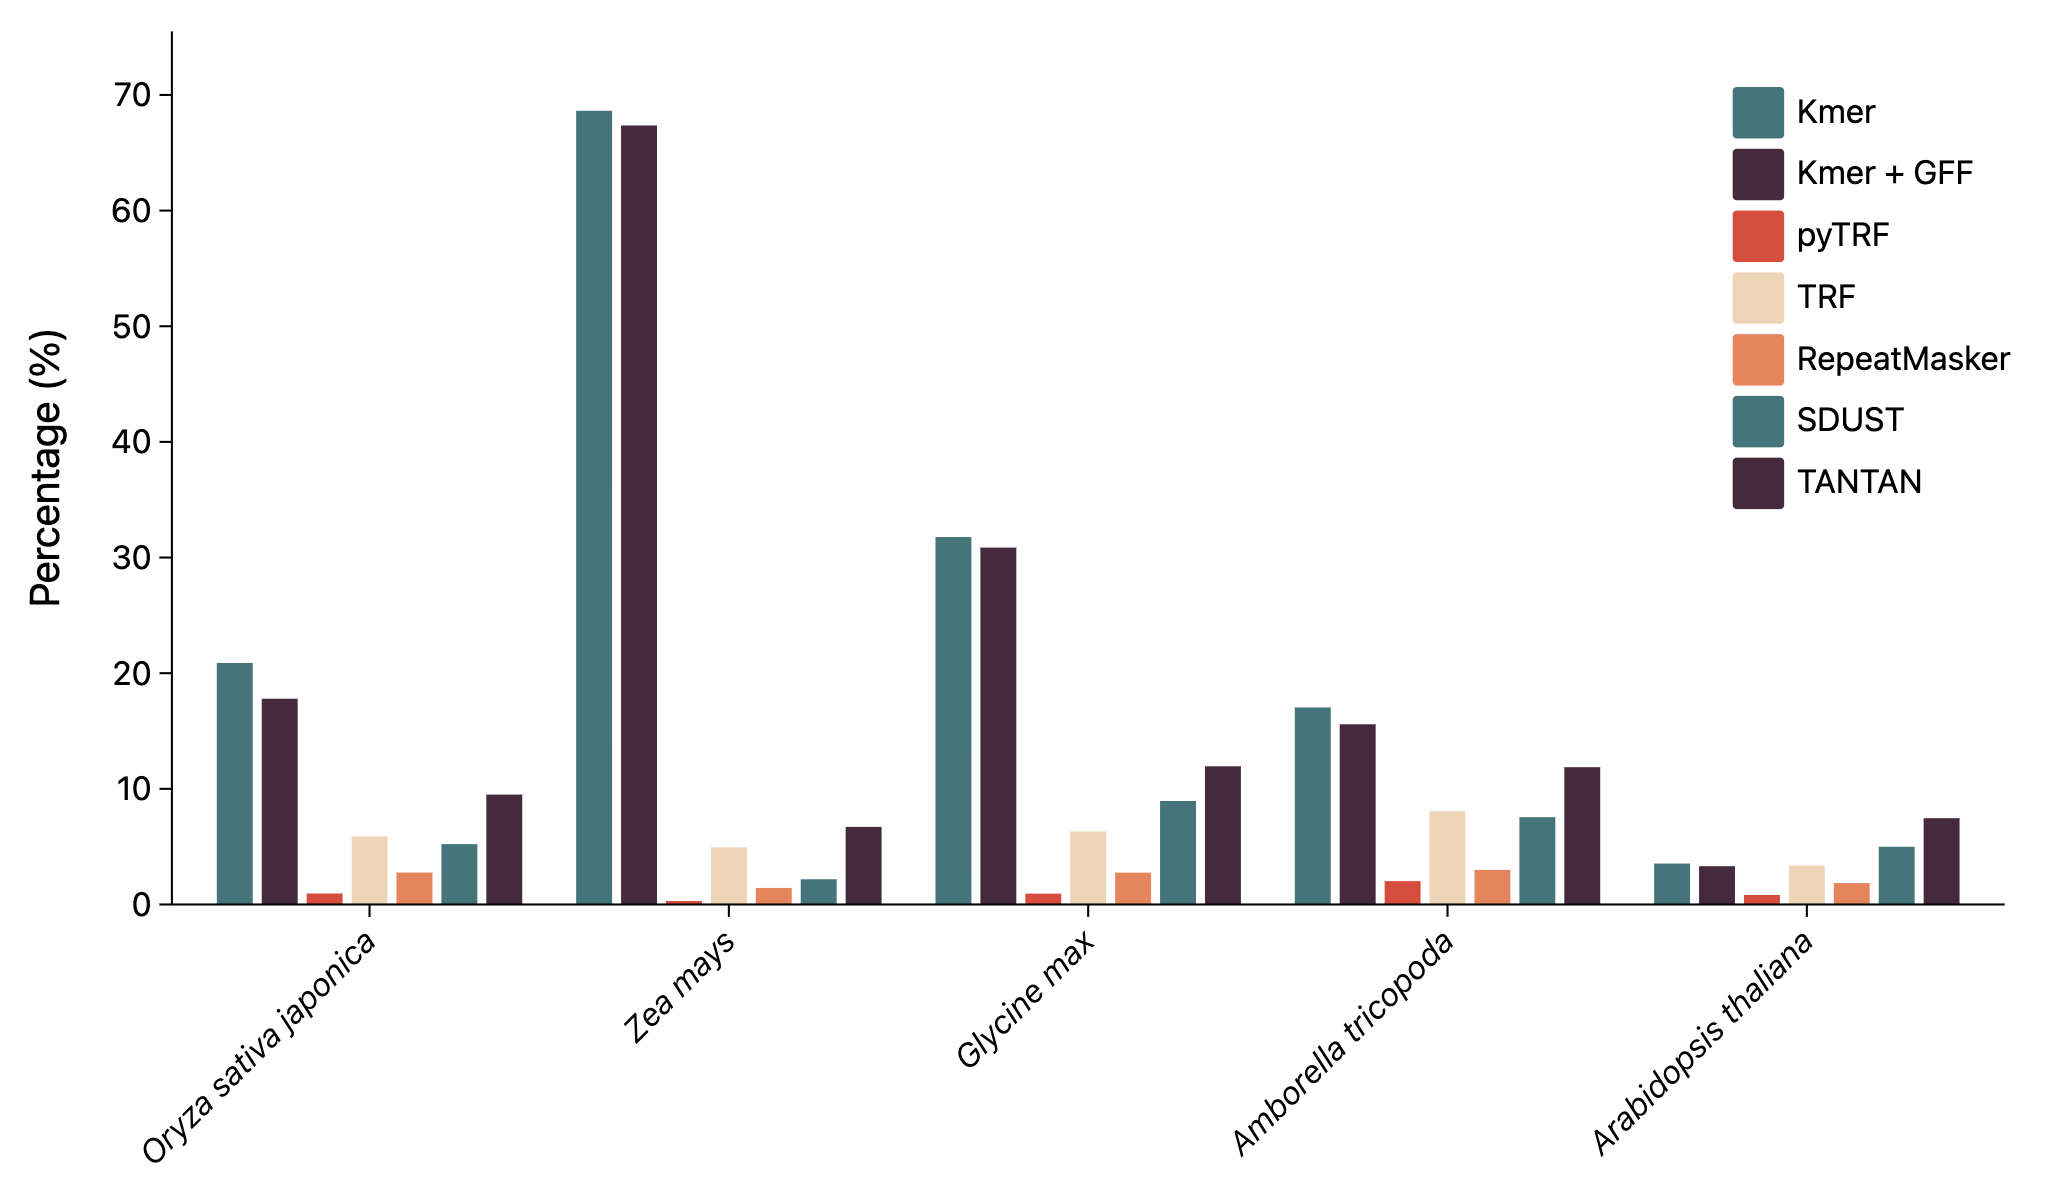 Percentage (%)
70
60
50
40
30
20
10
0
Kmer
Kmer + GFF
pyTRF
TRF
RepeatMasker
SDUST
TANTAN
Oryza sativa japonica
Zea mays
Glycine max
Amborella tricopoda
Arabidopsis thaliana